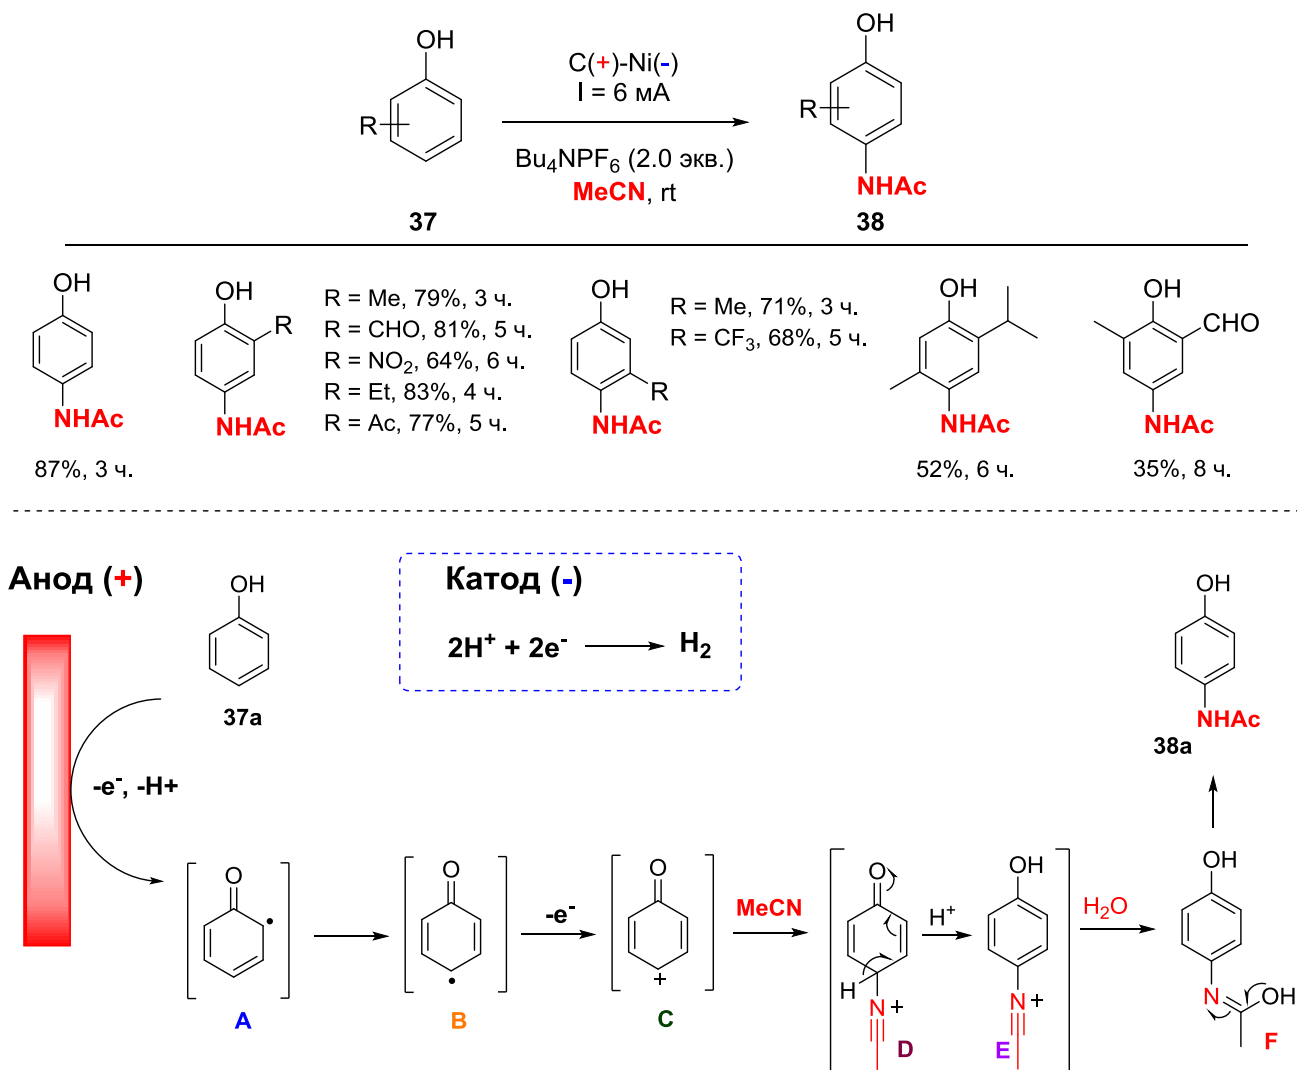 OH
R
37
C(+)-Ni(-)
I = 6 мА
Bu₄NPF₆ (2.0 экв.)
MeCN, rt
OH
R
NHAc
38
OH
NHAc
87%, 3 ч.
OH
R
NHAc
R = Me, 79%, 3 ч.
R = CHO, 81%, 5 ч.
R = NO₂, 64%, 6 ч.
R = Et, 83%, 4 ч.
R = Ac, 77%, 5 ч.
OH
R
NHAc
R = Me, 71%, 3 ч.
R = CF₃, 68%, 5 ч.
OH
NHAc
52%, 6 ч.
OH
CHO
NHAc
35%, 8 ч.
Анод (+)
OH
37a
Катод (-)
2H⁺ + 2e⁻ → H₂
OH
NHAc
38a
-e⁻, -H+
O
A
O
B
-e⁻
O
+
C
MeCN
O
H
N+
D
H⁺
OH
N+
E
H₂O
OH
N
OH
F